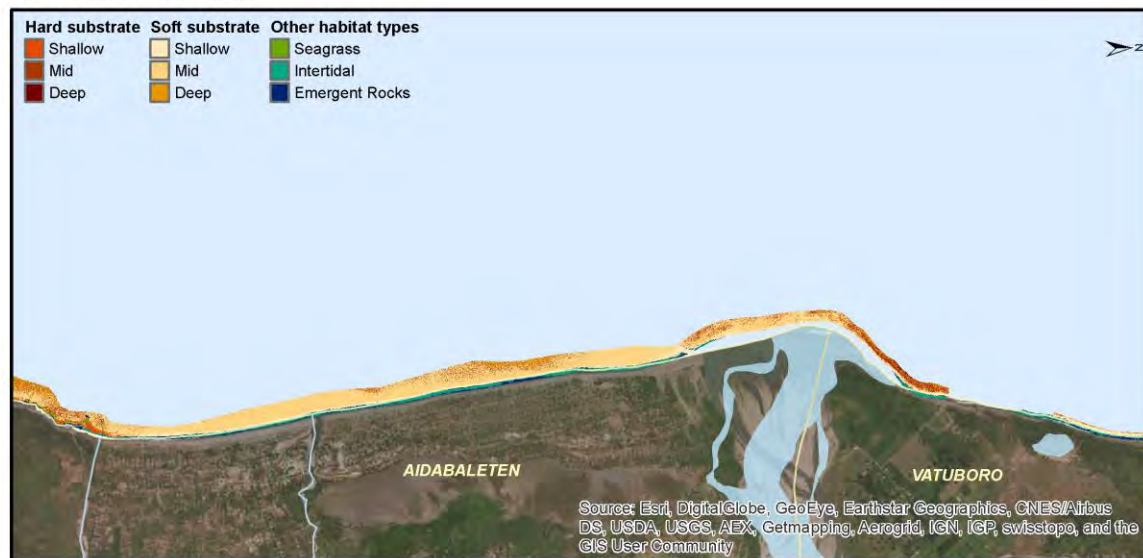 Hard substrate Soft substrate Other habitat types
Shallow Shallow Seagrass
Mid Mid Intertidal
Deep Deep Emergent Rocks
N
AIDABALETEN
VATUBORO
Source: Esri, DigitalGlobe, GeoEye, Earthstar Geographics, CNES/Airbus
DS, USDA, USGS, AEX, Getmapping, Aerogrid, IGN, IGP, swisstopo, and the
GIS User Community